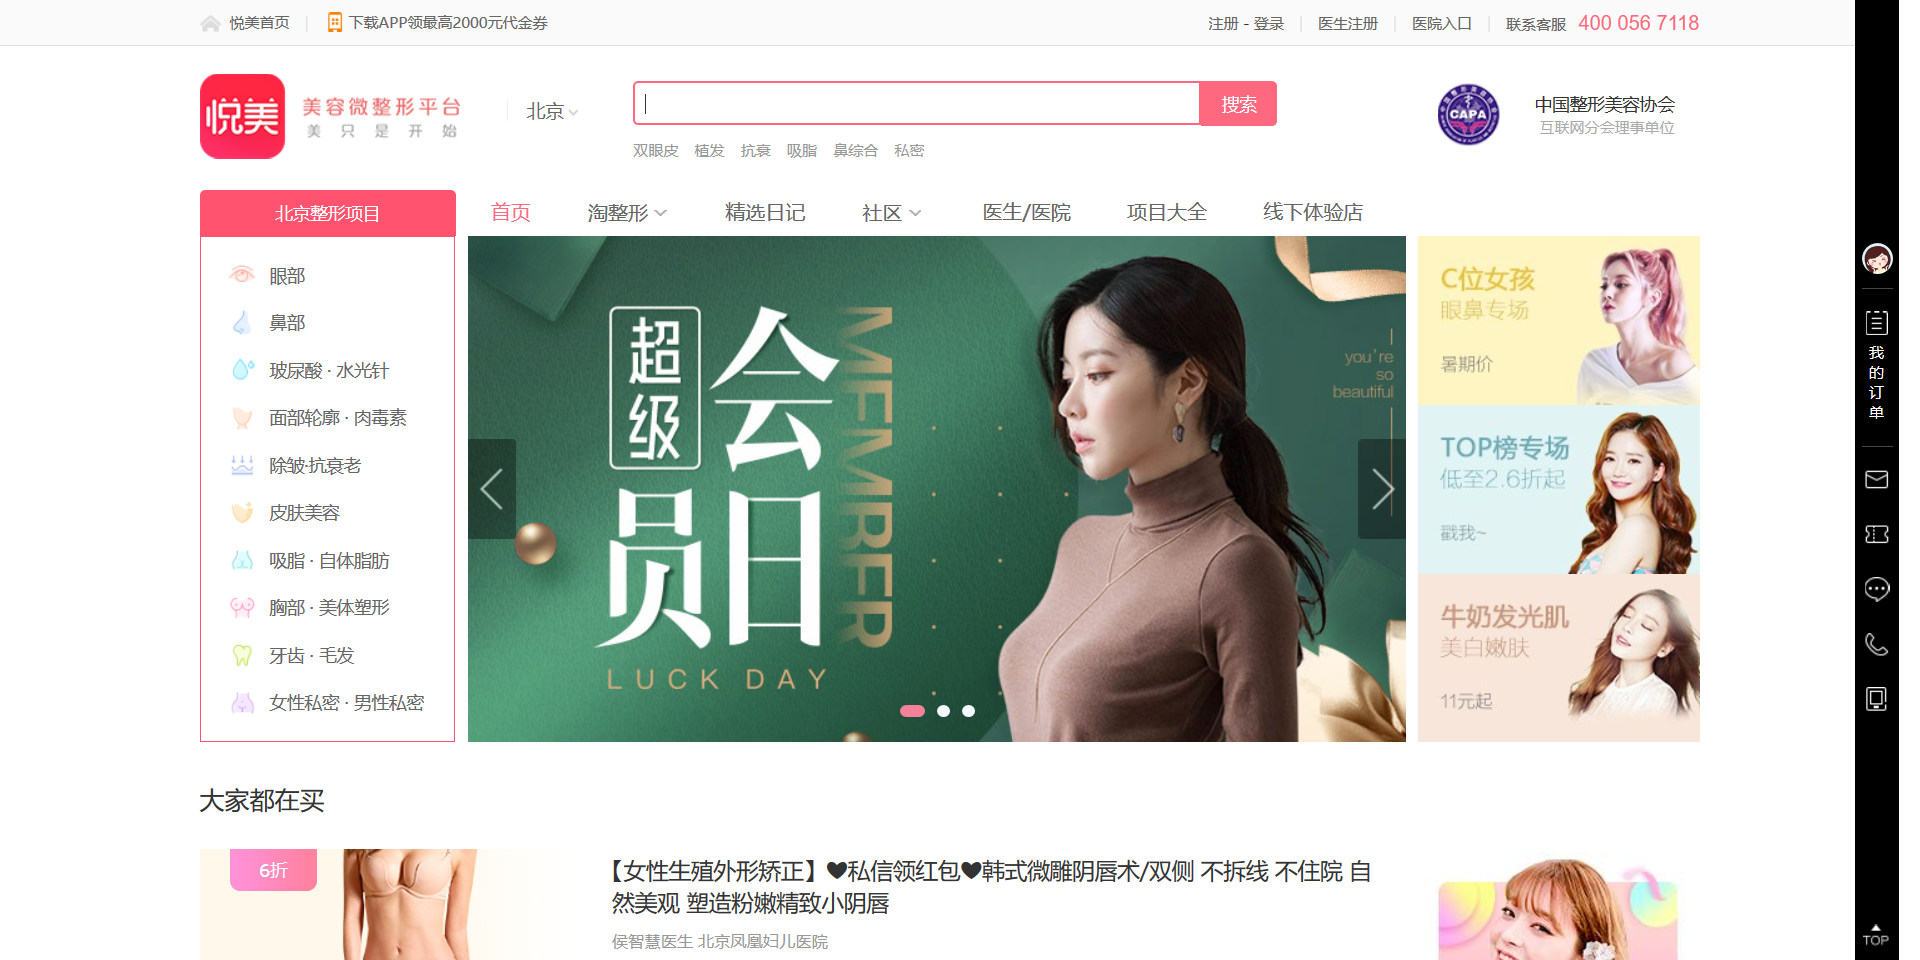 悦美首页
下载APP领最高2000元代金券
注册 - 登录
医生注册
医院入口
联系客服 400 056 7118
悦美
美容微整形平台
美只是开始
北京
搜索
双眼皮 植发 抗衰 吸脂 鼻综合 私密
CAPA
中国整形美容协会
互联网分会理事单位
北京整形项目
首页 淘整形 精选日记 社区 医生/医院 项目大全 线下体验店
眼部
鼻部
玻尿酸 · 水光针
面部轮廓 · 肉毒素
除皱·抗衰老
皮肤美容
吸脂 · 自体脂肪
胸部 · 美体塑形
牙齿 · 毛发
女性私密 · 男性私密
超级
会员日
LUCK DAY
you're
so
beautiful
C位女孩
眼鼻专场
暑期价
TOP榜专场
低至2.6折起
戳我~
牛奶发光肌
美白嫩肤
11元起
我的订单
TOP
大家都在买
6折
【女性生殖外形矫正】♥私信领红包♥韩式微雕阴唇术/双侧 不拆线 不住院 自
然美观 塑造粉嫩精致小阴唇
侯智慧医生 北京凤凰妇儿医院